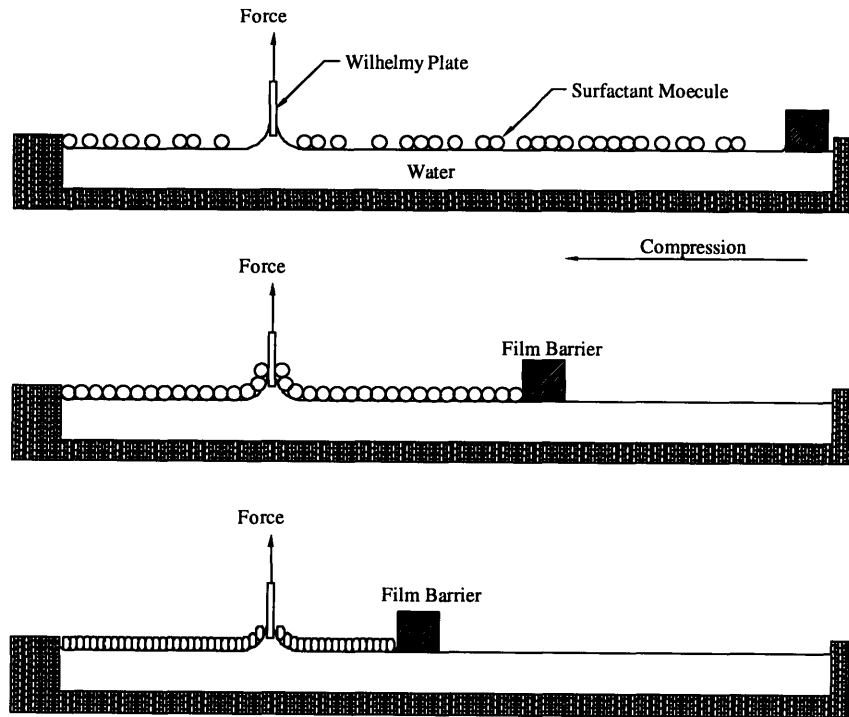 Force
Wilhelmy Plate
Surfactant Moecule
Water
Compression
Force
Film Barrier
Force
Film Barrier